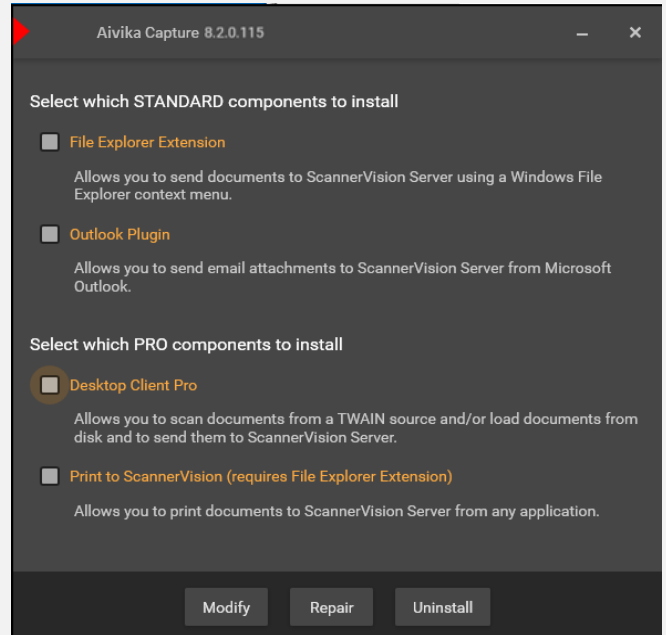 Aivika Capture 8.2.0.115
Select which STANDARD components to install
File Explorer Extension
Allows you to send documents to ScannerVision Server using a Windows File
Explorer context menu.
Outlook Plugin
Allows you to send email attachments to ScannerVision Server from Microsoft
Outlook.
Select which PRO components to install
Desktop Client Pro
Allows you to scan documents from a TWAIN source and/or load documents from
disk and to send them to ScannerVision Server.
Print to ScannerVision (requires File Explorer Extension)
Allows you to print documents to ScannerVision Server from any application.
Modify Repair Uninstall